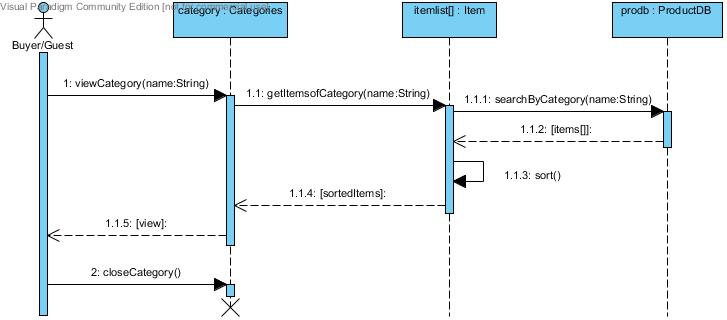 Visual Paradigm Community Edition [not for commercial use]
category : Categories
itemlist[] : Item
prodb : ProductDB
Buyer/Guest
1: viewCategory(name:String)
1.1: getItemsofCategory(name:String)
1.1.1: searchByCategory(name:String)
1.1.2: [items[]]:
1.1.3: sort()
1.1.4: [sortedItems]:
1.1.5: [view]:
2: closeCategory()